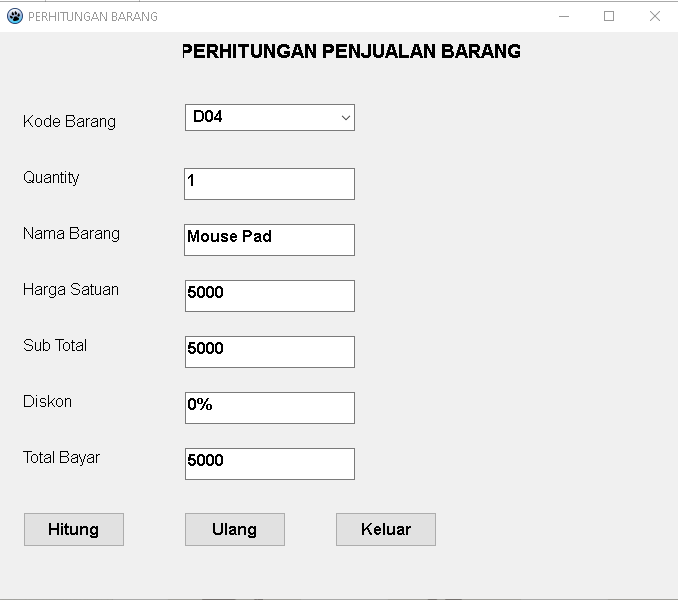 PERHITUNGAN BARANG
PERHITUNGAN PENJUALAN BARANG
Kode Barang D04
Quantity 1
Nama Barang Mouse Pad
Harga Satuan 5000
Sub Total 5000
Diskon 0%
Total Bayar 5000
Hitung Ulang Keluar